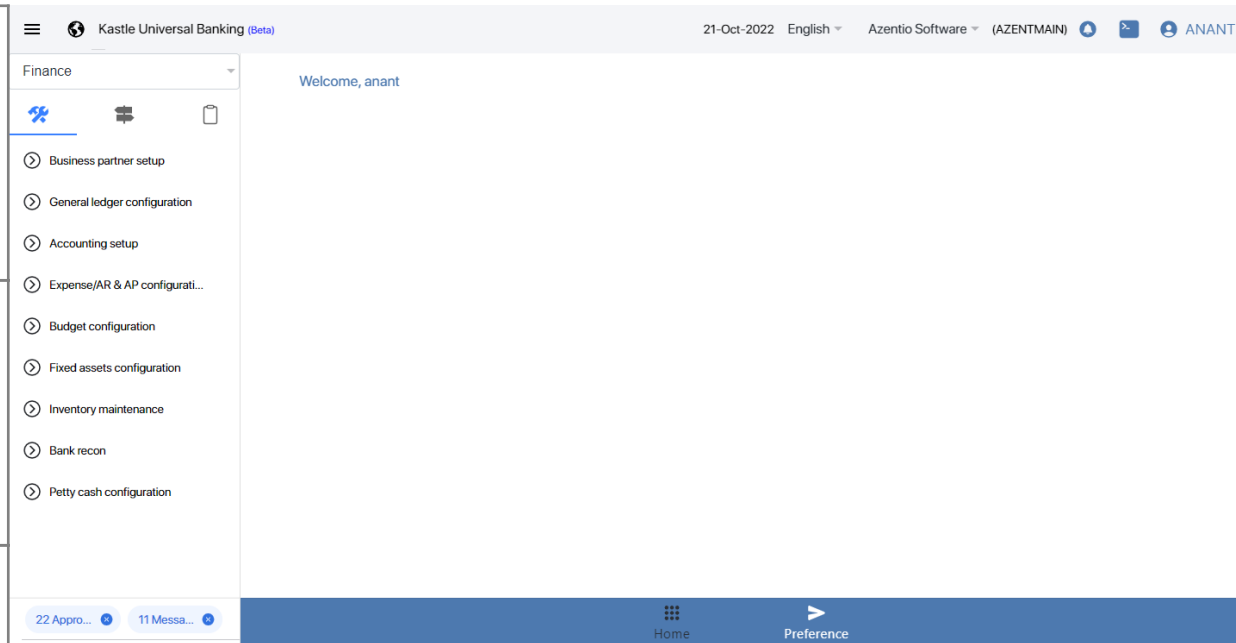 Kastle Universal Banking (Beta) 21-Oct-2022 English Azentio Software (AZENTMAIN) ANANT
Finance
Welcome, anant
Business partner setup
General ledger configuration
Accounting setup
Expense/AR & AP configurati...
Budget configuration
Fixed assets configuration
Inventory maintenance
Bank recon
Petty cash configuration
22 Appro... 11 Messa...
Home Preference